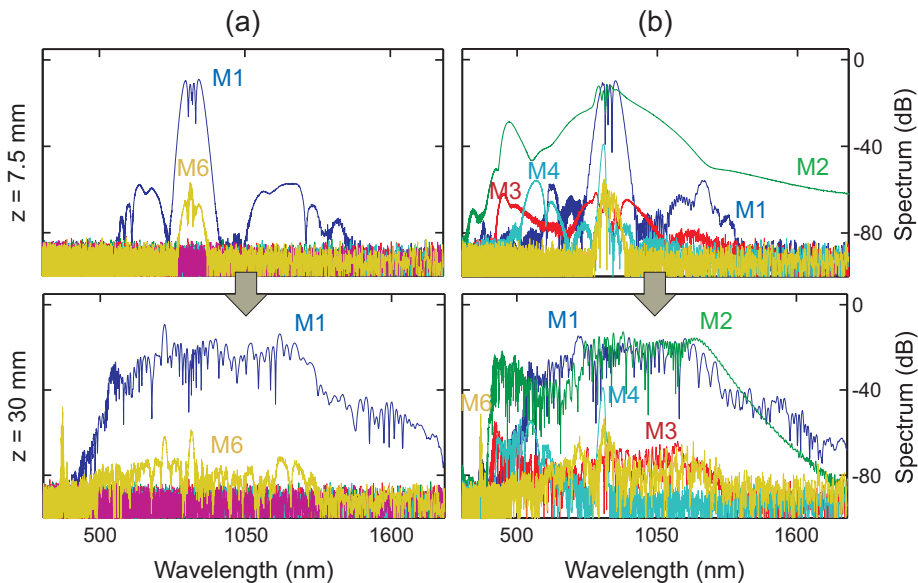 (a)
(b)
z = 7.5 mm
M1
M6
M3
M4
M2
M1
0
-40
-80
Spectrum (dB)
z = 30 mm
M1
M6
M6
M1
M2
M4
M3
0
-40
-80
Spectrum (dB)
500
1050
1600
500
1050
1600
Wavelength (nm)
Wavelength (nm)